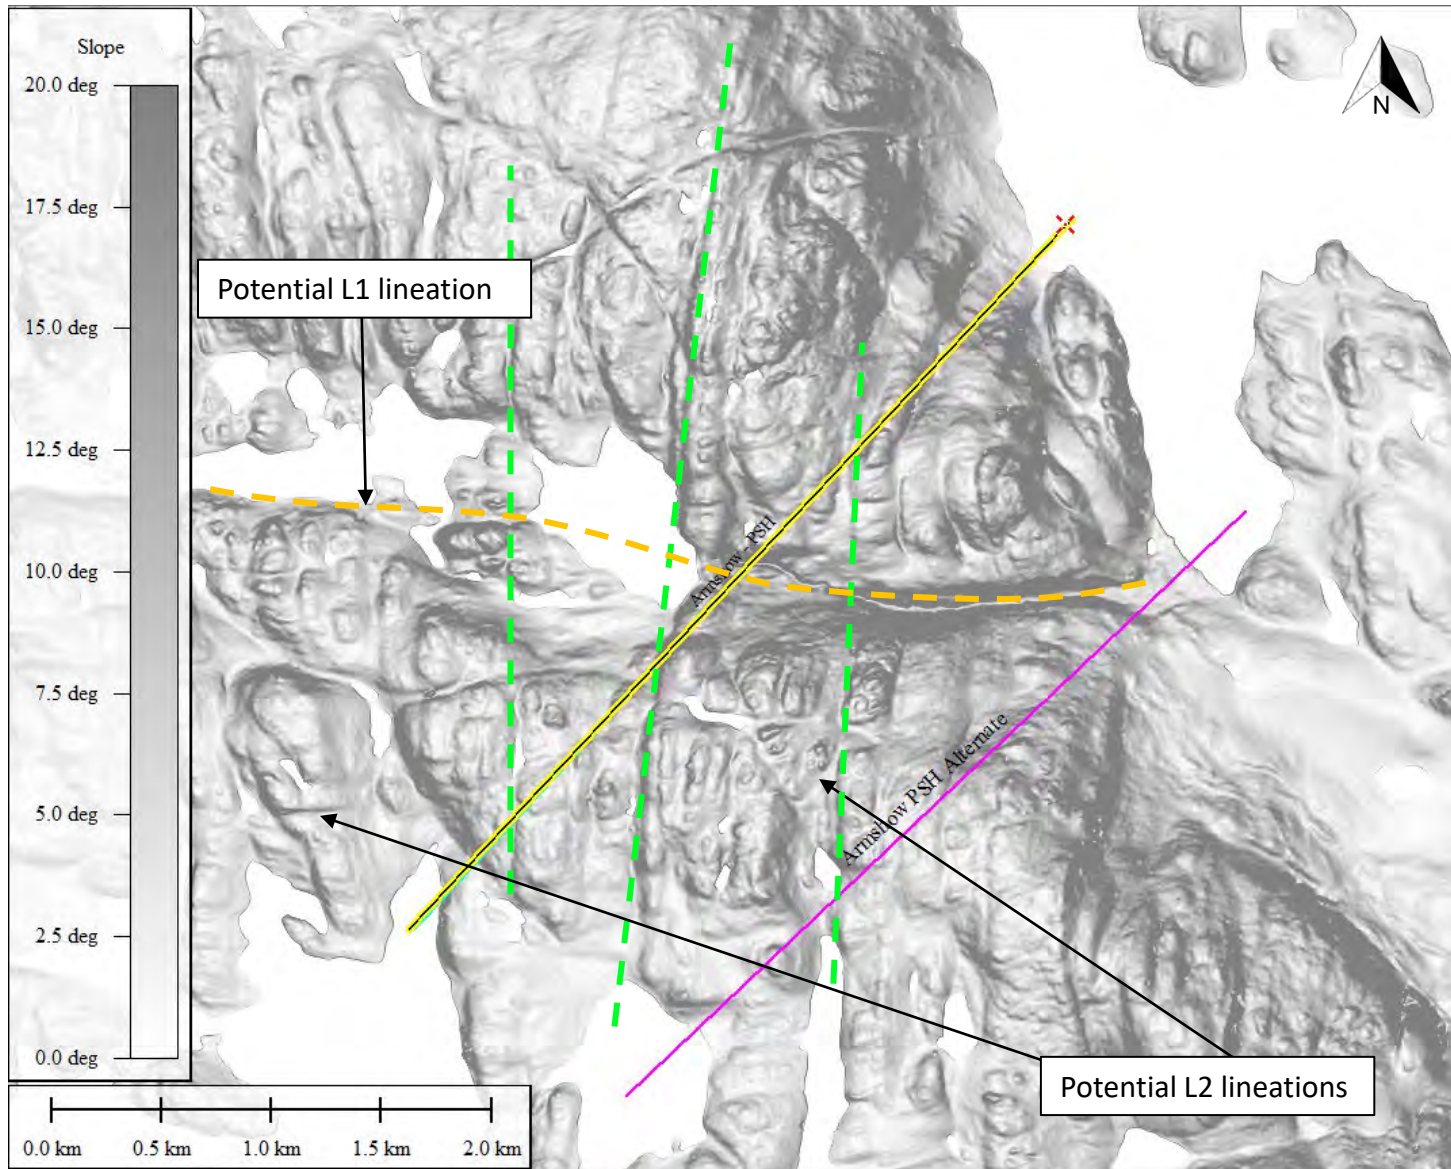 Slope
20.0 deg
17.5 deg
15.0 deg
12.5 deg
10.0 deg
7.5 deg
5.0 deg
2.5 deg
0.0 deg
N
Potential L1 lineation
Armshow - PSH
Armshow PSH Alternate
Potential L2 lineations
0.0 km 0.5 km 1.0 km 1.5 km 2.0 km